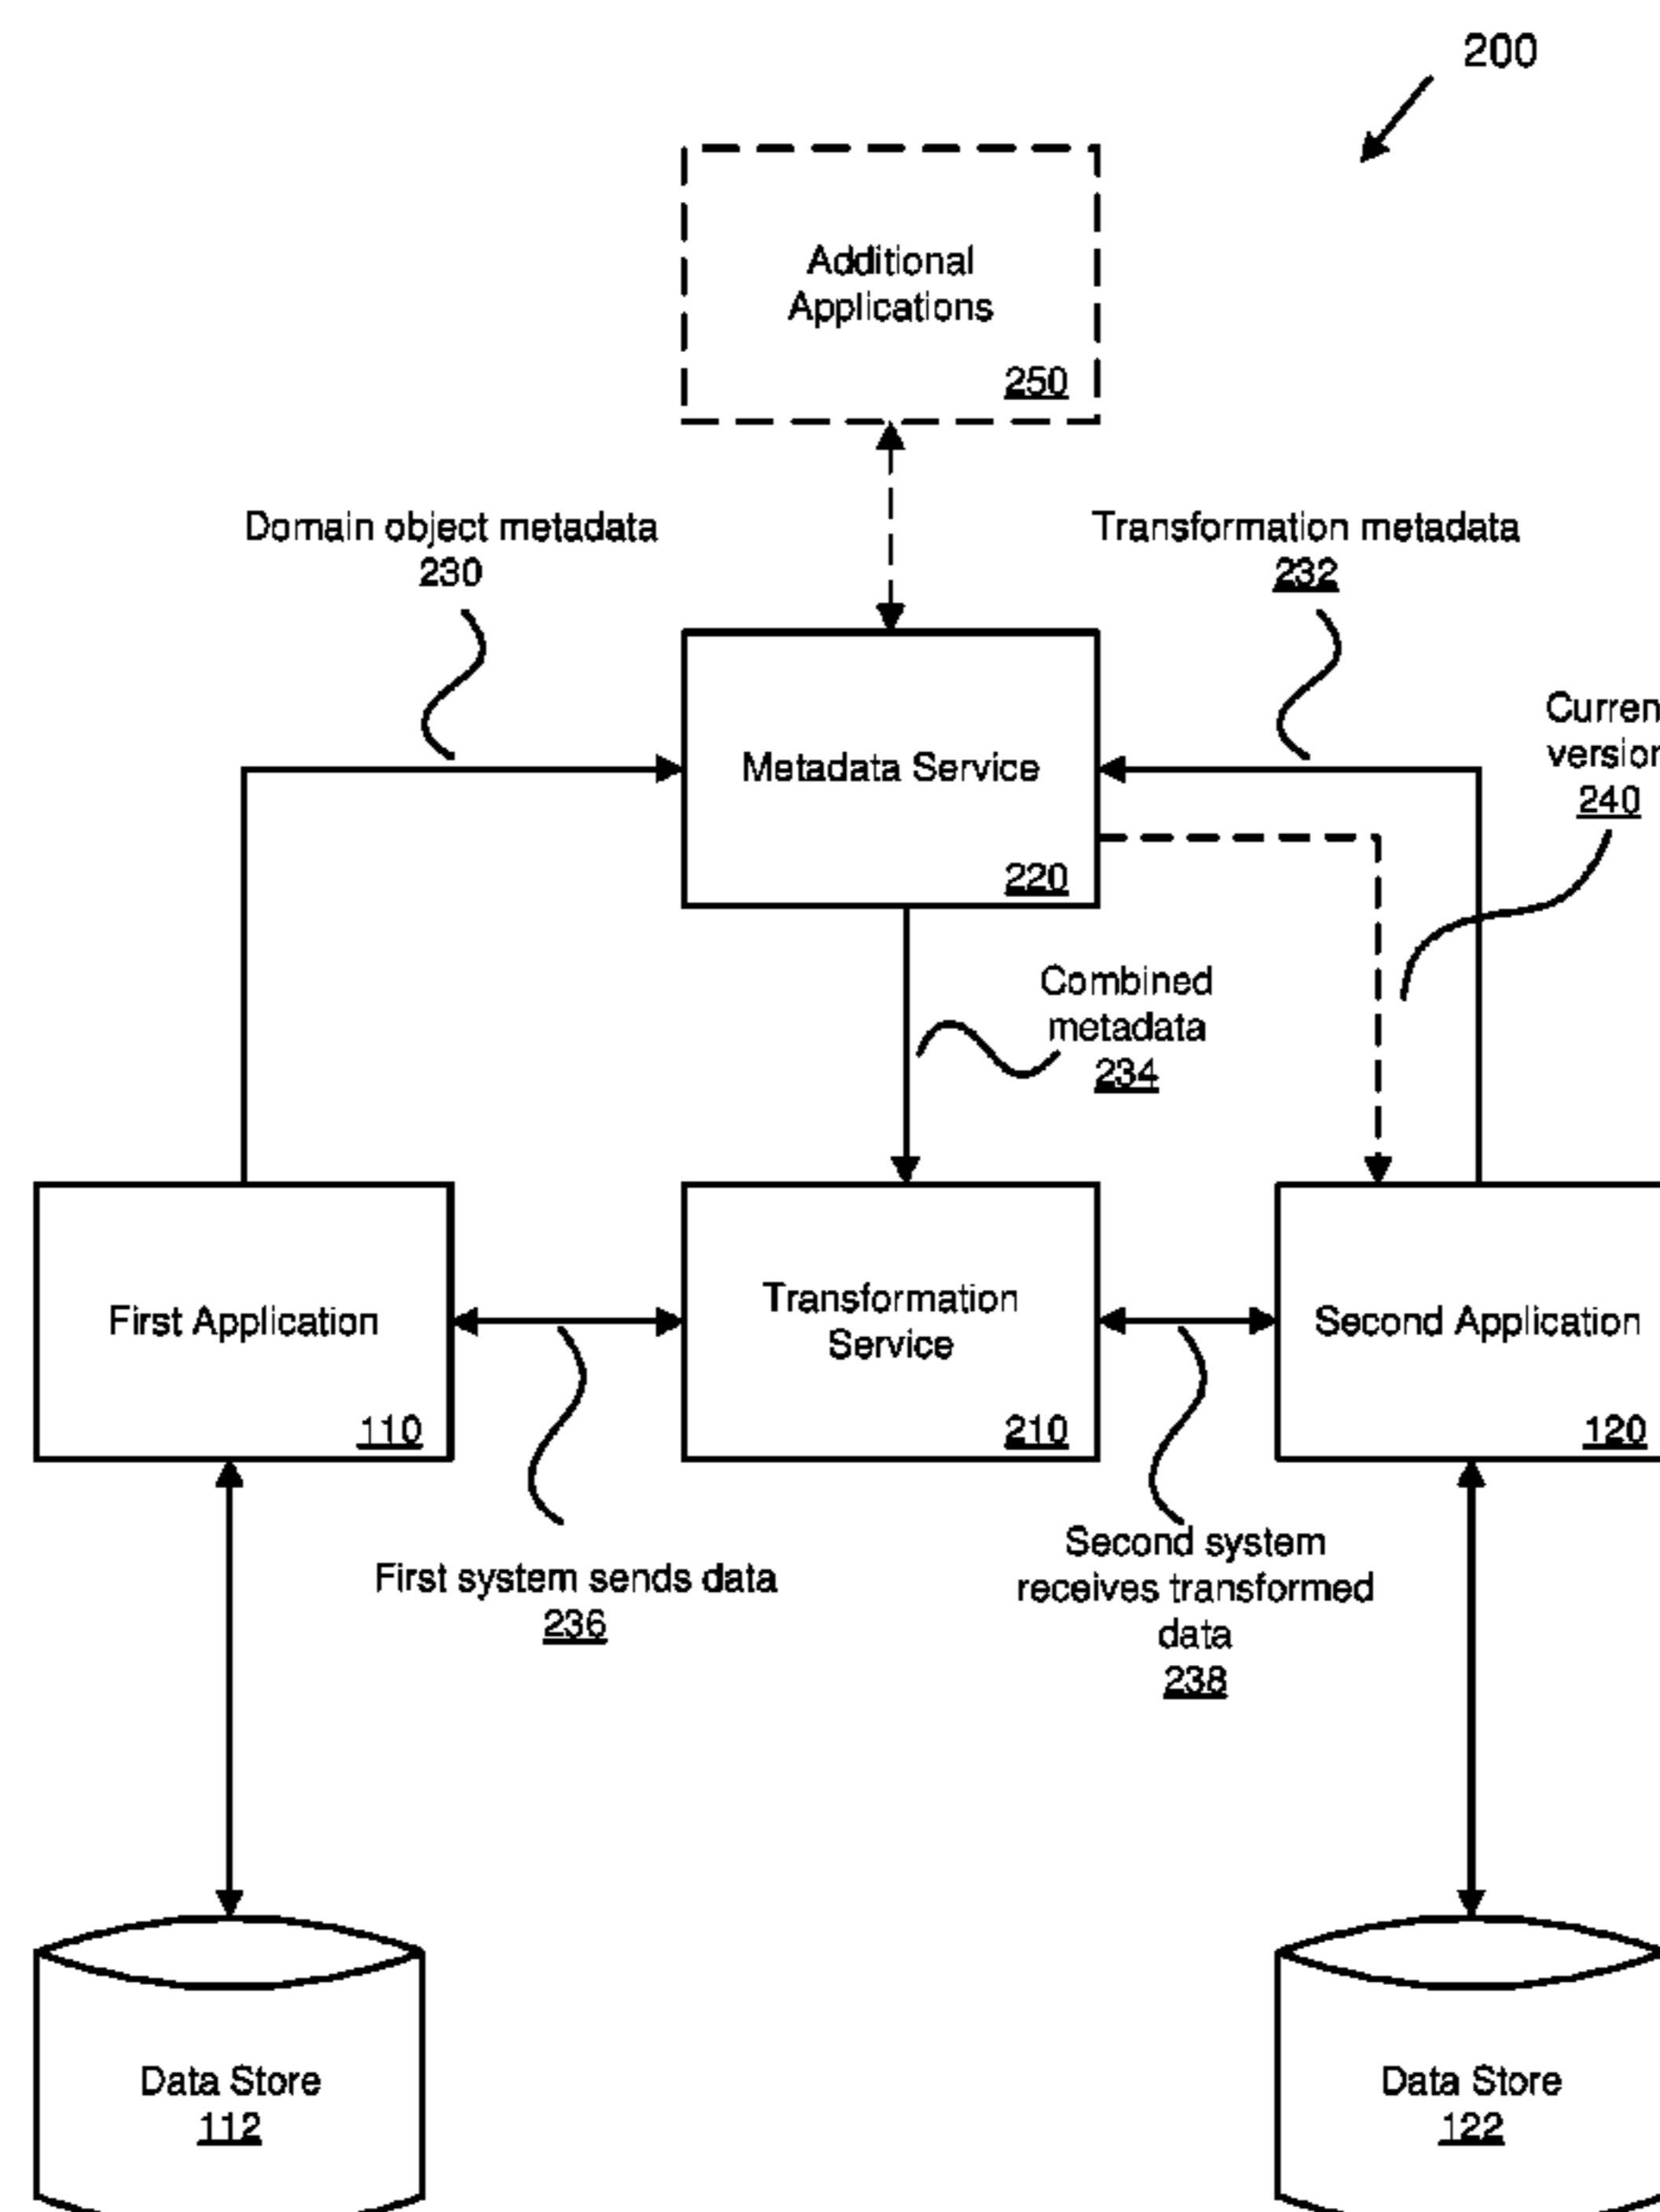 200
Additional
Applications
250
Domain object metadata
230
Transformation metadata
232
Metadata Service
220
240
Combined
metadata
234
First Application
110
Transformation
Service
210
Second Application
120
First system sends data
236
Second system
receives transformed
data
238
Data Store
112
Data Store
122